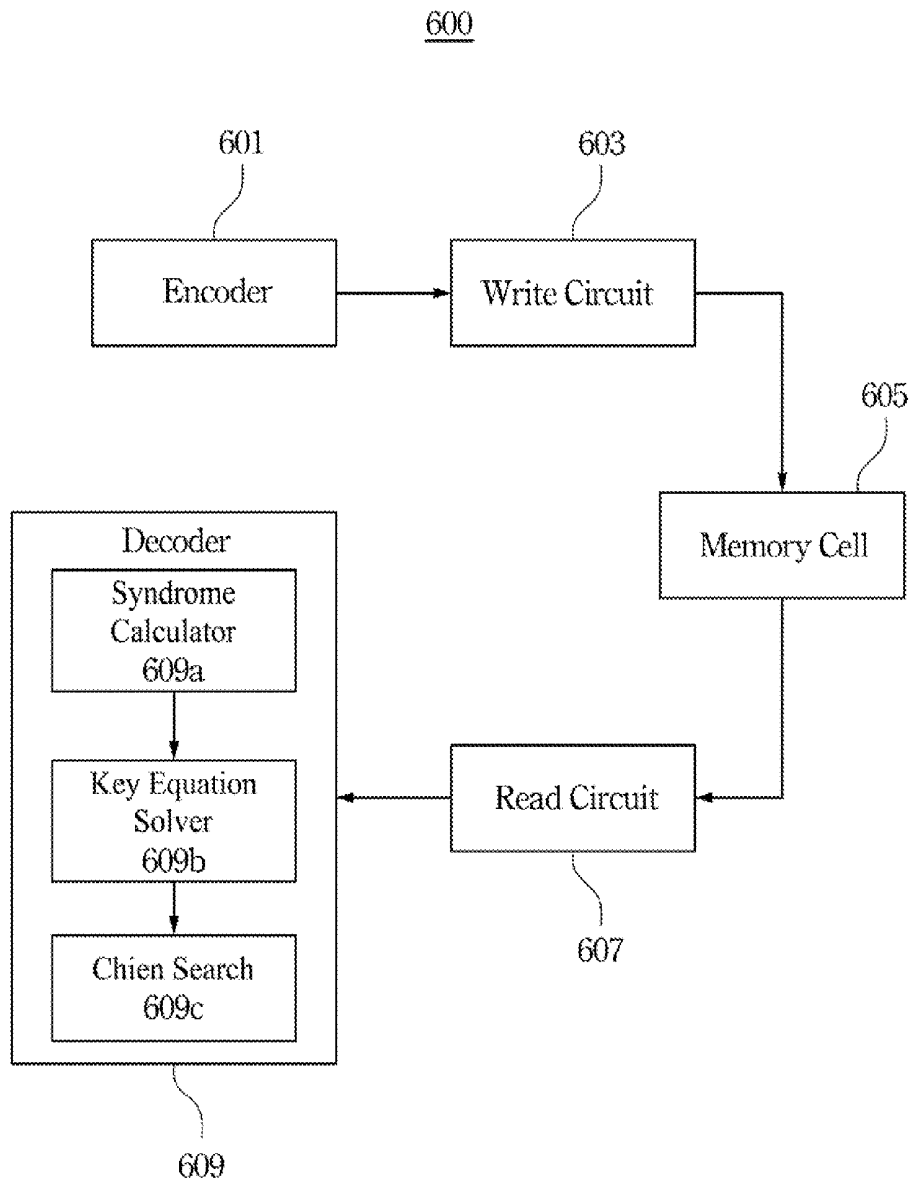 600
601
603
Encoder
Write Circuit
605
Memory Cell
Decoder
Syndrome
Calculator
609a
Key Equation
Solver
609b
Read Circuit
Chien Search
609c
607
609